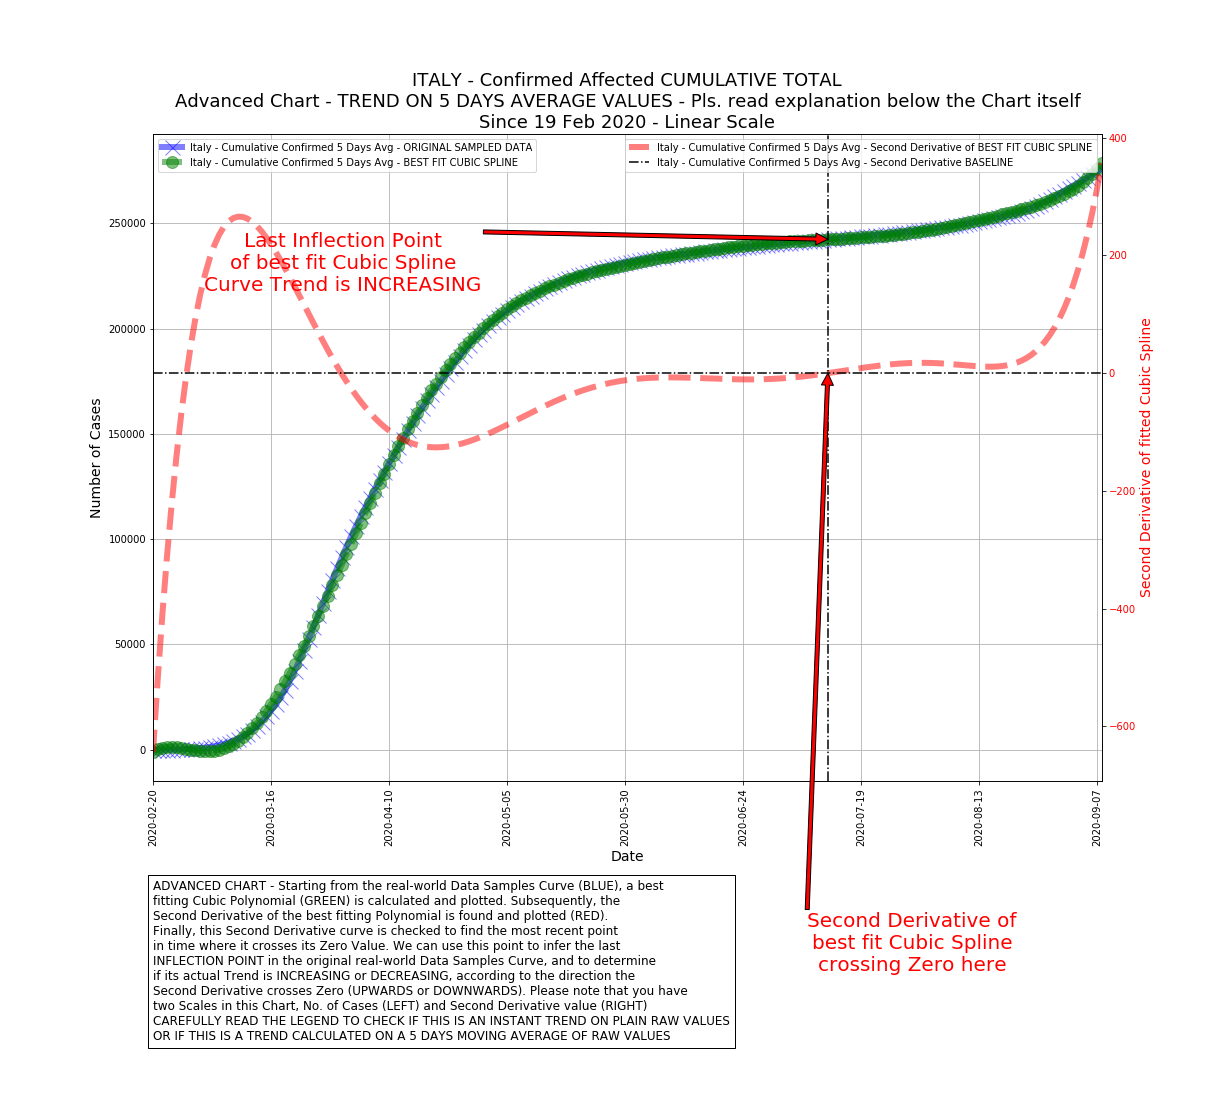 ITALY - Confirmed Affected CUMULATIVE TOTAL
Advanced Chart - TREND ON 5 DAYS AVERAGE VALUES - Pls. read explanation below the Chart itself
Since 19 Feb 2020 - Linear Scale
Italy - Cumulative Confirmed 5 Days Avg - ORIGINAL SAMPLED DATA
Italy - Cumulative Confirmed 5 Days Avg - BEST FIT CUBIC SPLINE
Italy - Cumulative Confirmed 5 Days Avg - Second Derivative of BEST FIT CUBIC SPLINE
Italy - Cumulative Confirmed 5 Days Avg - Second Derivative BASELINE
Last Inflection Point
of best fit Cubic Spline
Curve Trend is INCREASING
Number of Cases
250000
200000
150000
100000
50000
0
400
200
0
−200
−400
−600
Second Derivative of fitted Cubic Spline
2020-02-20
2020-03-16
2020-04-10
2020-05-05
2020-05-30
2020-06-24
2020-07-19
2020-08-13
2020-09-07
Date
ADVANCED CHART - Starting from the real-world Data Samples Curve (BLUE), a best
fitting Cubic Polynomial (GREEN) is calculated and plotted. Subsequently, the
Second Derivative of the best fitting Polynomial is found and plotted (RED).
Finally, this Second Derivative curve is checked to find the most recent point
in time where it crosses its Zero Value. We can use this point to infer the last
INFLECTION POINT in the original real-world Data Samples Curve, and to determine
if its actual Trend is INCREASING or DECREASING, according to the direction the
Second Derivative crosses Zero (UPWARDS or DOWNWARDS). Please note that you have
two Scales in this Chart, No. of Cases (LEFT) and Second Derivative value (RIGHT)
CAREFULLY READ THE LEGEND TO CHECK IF THIS IS AN INSTANT TREND ON PLAIN RAW VALUES
OR IF THIS IS A TREND CALCULATED ON A 5 DAYS MOVING AVERAGE OF RAW VALUES
Second Derivative of
best fit Cubic Spline
crossing Zero here